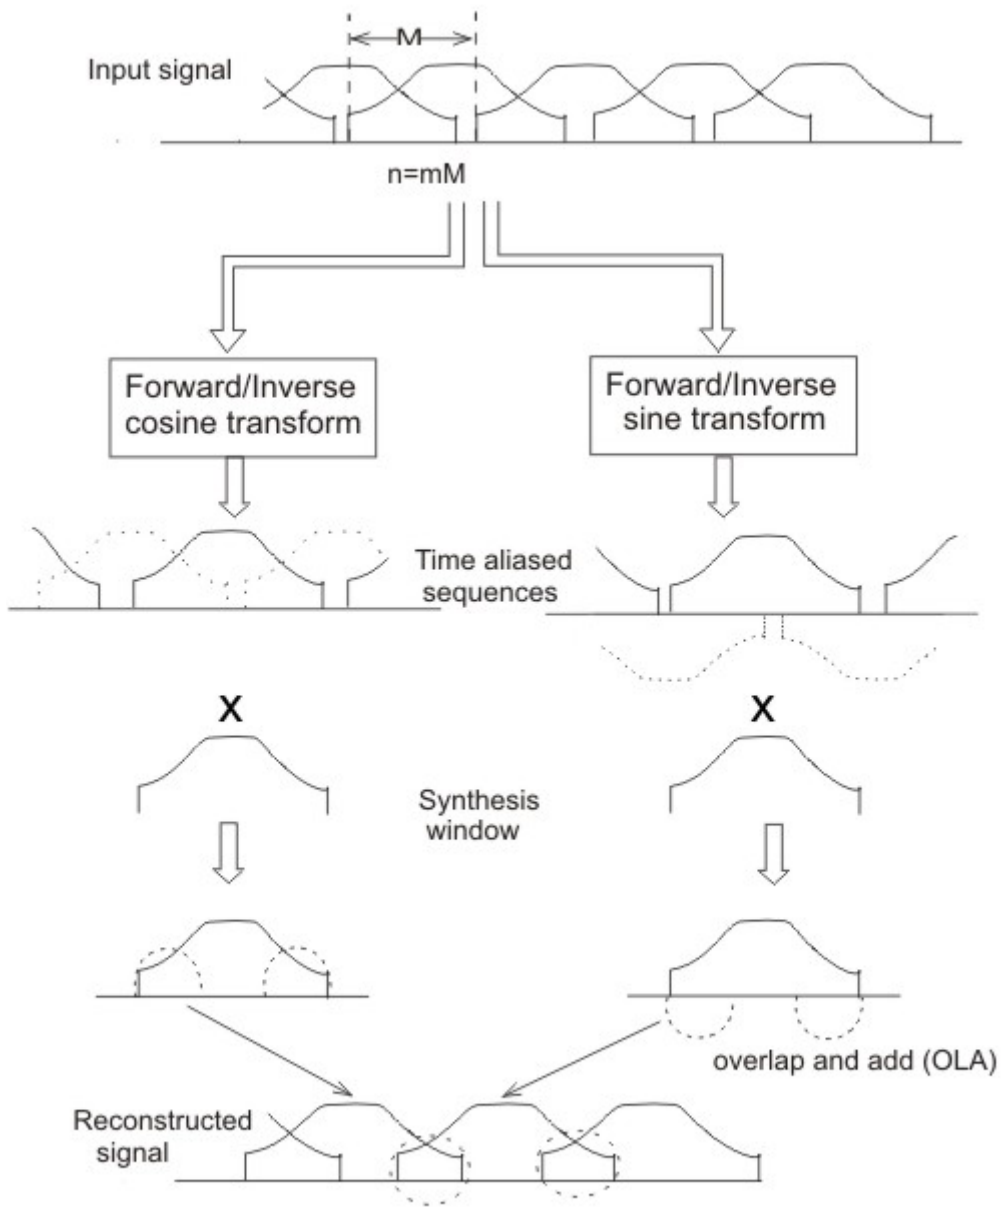 M
Input signal
n=mM
Forward/Inverse
cosine transform
Forward/Inverse
sine transform
Time aliased
sequences
X
X
Synthesis
window
overlap and add (OLA)
Reconstructed
signal